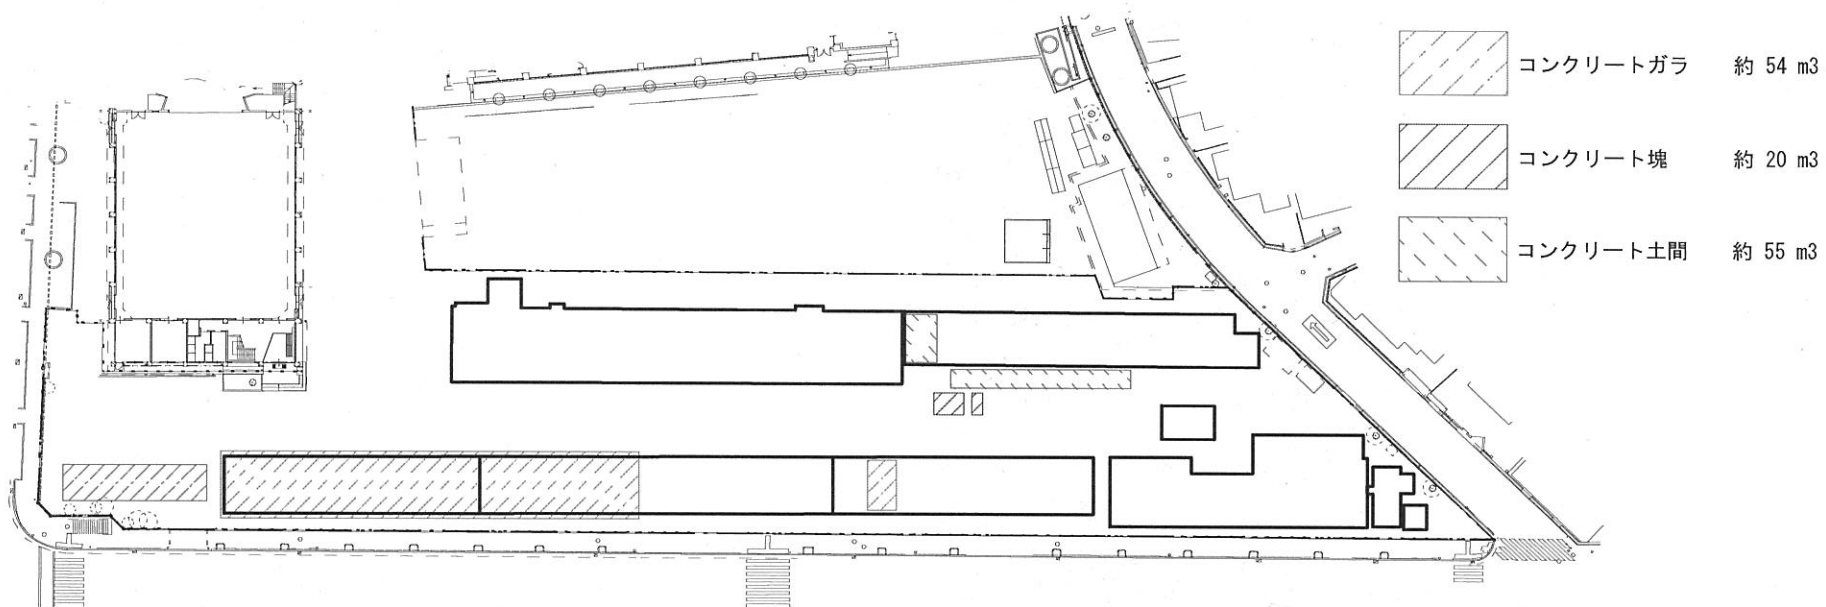 コンクリートガラ 約 54 m3
コンクリート塊 約 20 m3
コンクリート土間 約 55 m3